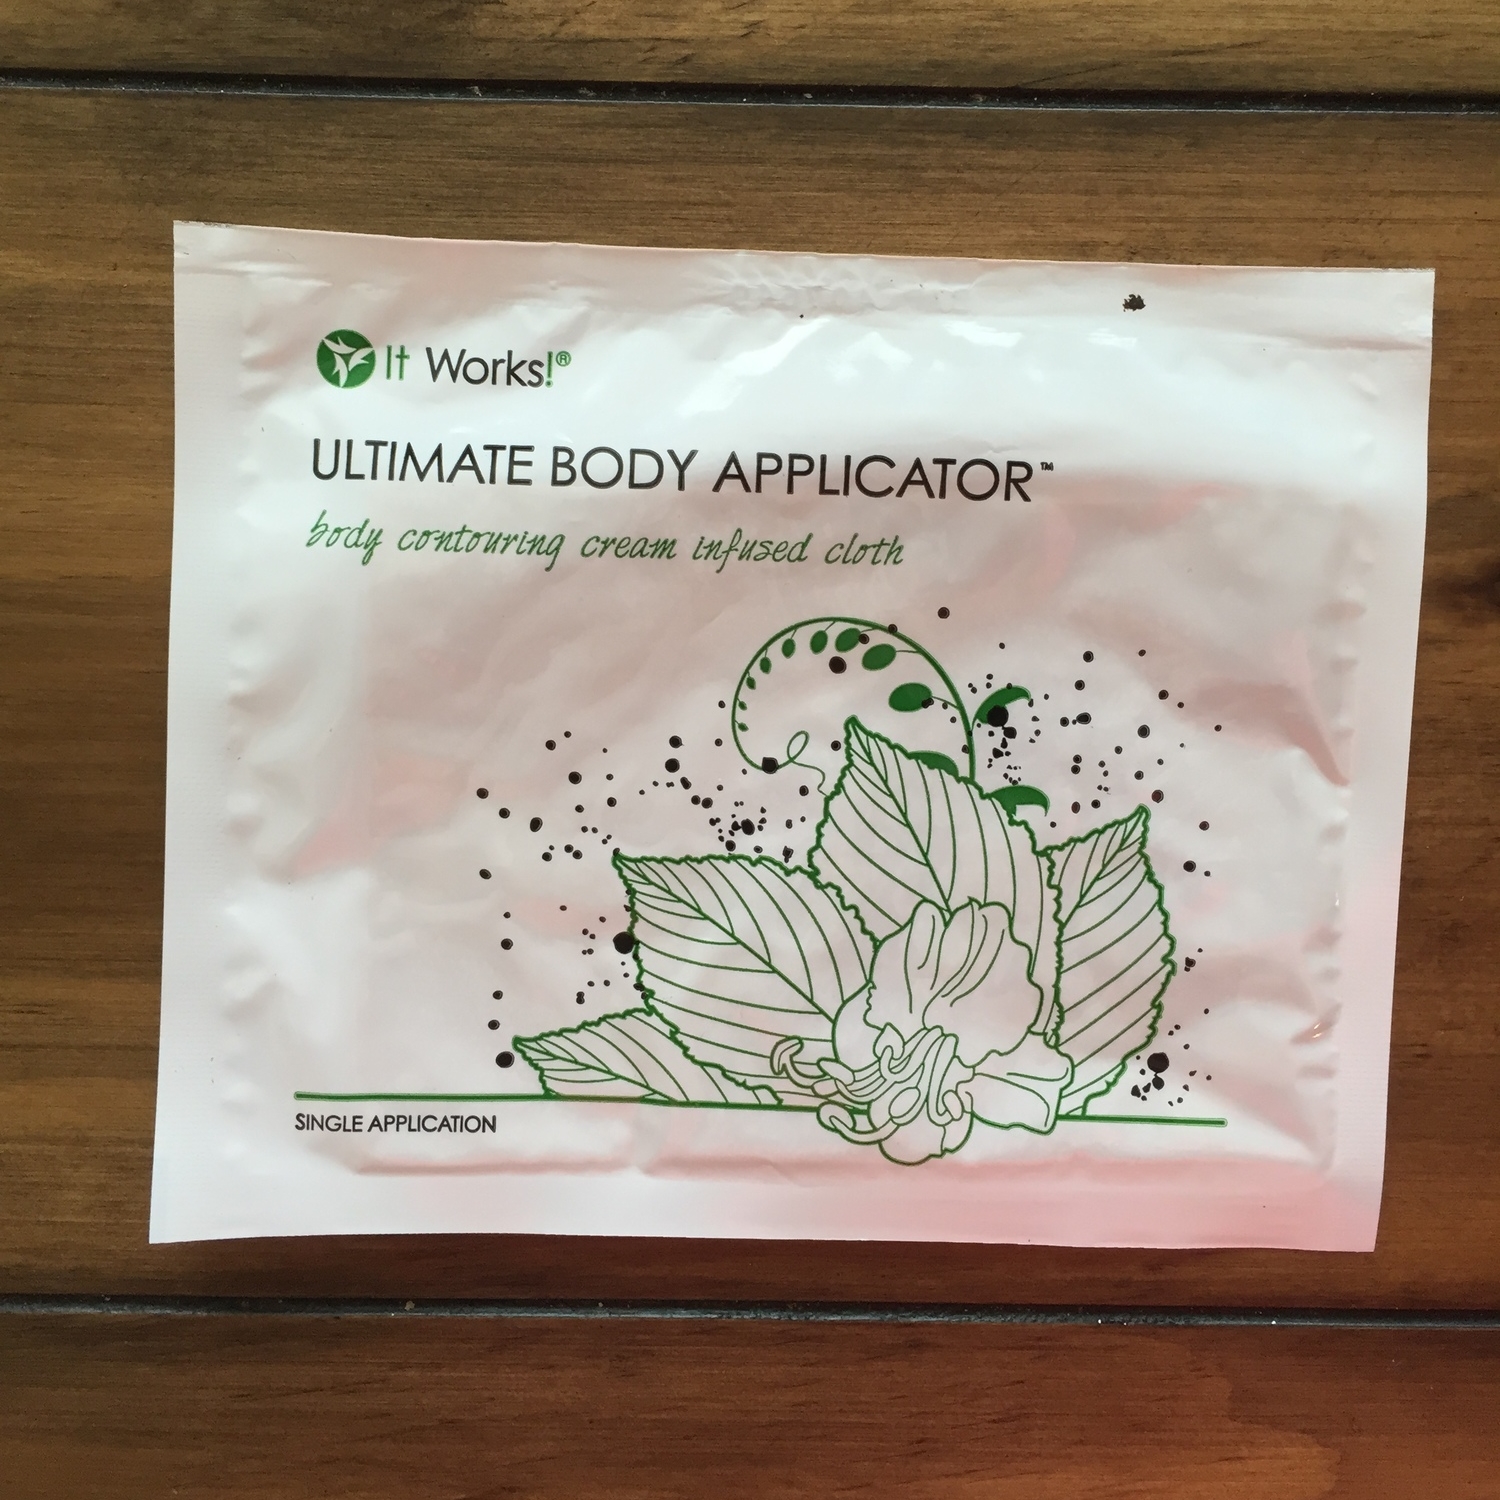 It Works!®
ULTIMATE BODY APPLICATOR™
body contouring cream infused cloth
SINGLE APPLICATION